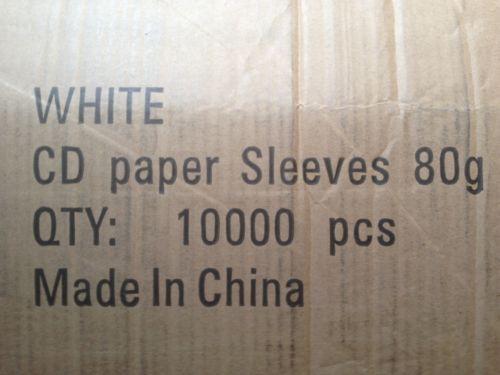 WHITE
CD paper Sleeves 80g
QTY: 10000 pcs
Made In China